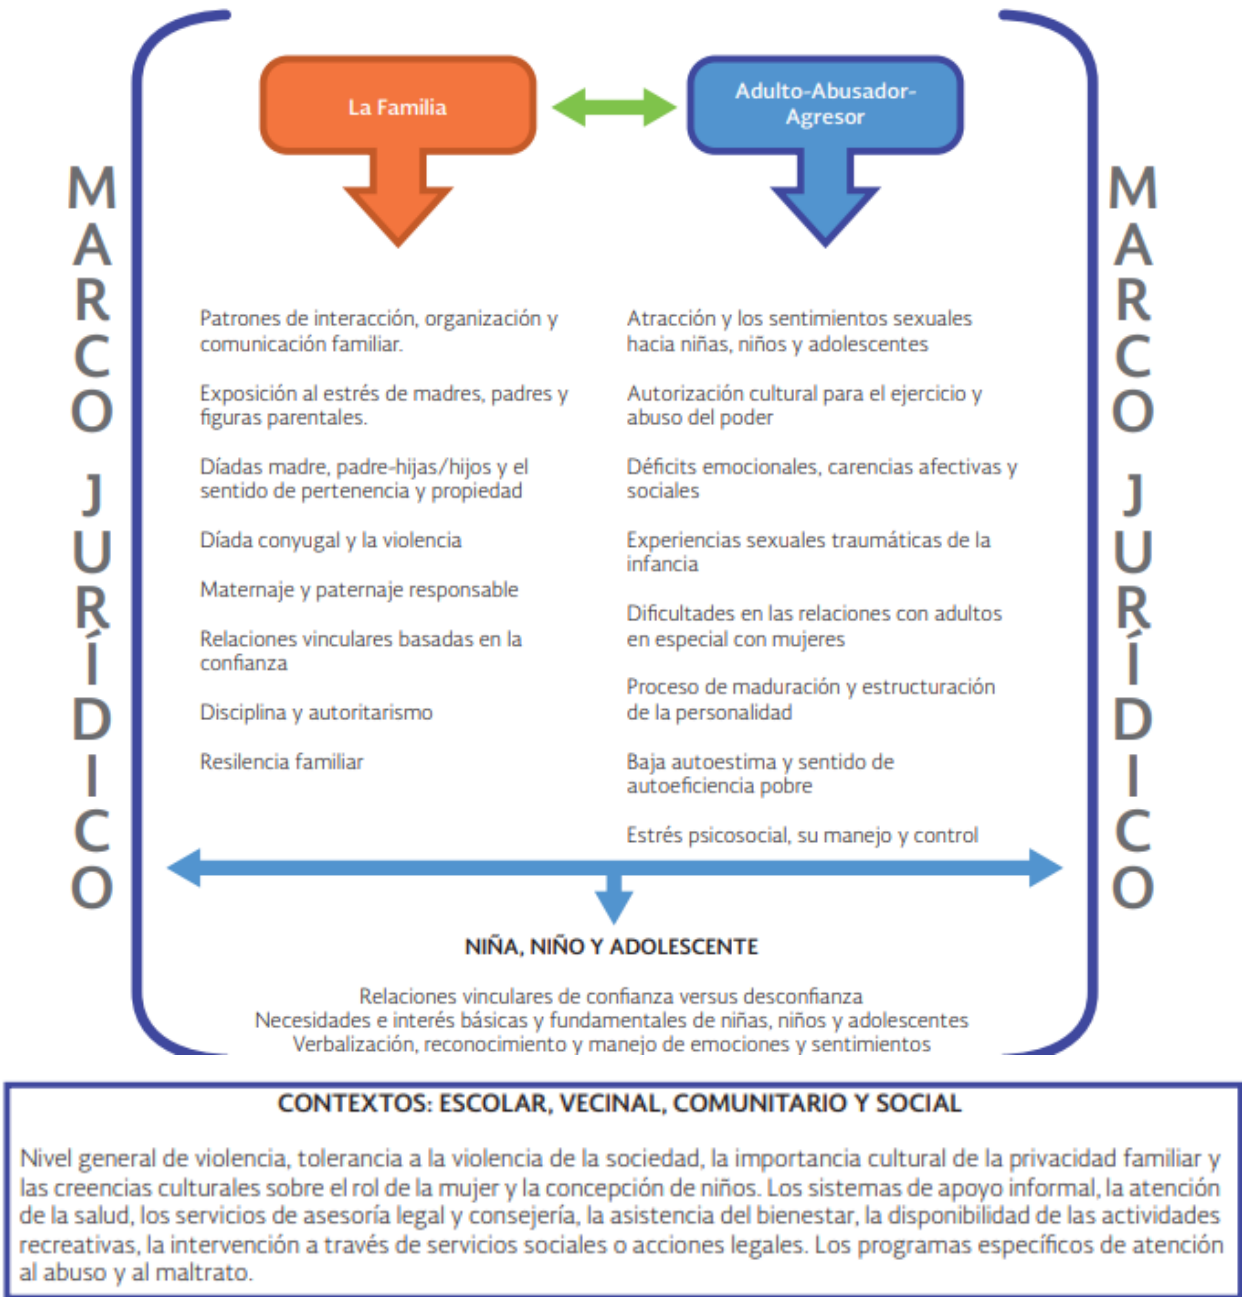 MARCO JURÍDICO
La Familia
Adulto-Abusador-
Agresor
Patrones de interacción, organización y
comunicación familiar.
Exposición al estrés de madres, padres y
figuras parentales.
Díadas madre, padre-hijas/hijos y el
sentido de pertenencia y propiedad
Díada conyugal y la violencia
Maternaje y paternaje responsable
Relaciones vinculares basadas en la
confianza
Disciplina y autoritarismo
Resilencia familiar
Atracción y los sentimientos sexuales
hacia niñas, niños y adolescentes
Autorización cultural para el ejercicio y
abuso del poder
Déficits emocionales, carencias afectivas y
sociales
Experiencias sexuales traumáticas de la
infancia
Dificultades en las relaciones con adultos
en especial con mujeres
Proceso de maduración y estructuración
de la personalidad
Baja autoestima y sentido de
autoeficiencia pobre
Estrés psicosocial, su manejo y control
MARCO JURÍDICO
NIÑA, NIÑO Y ADOLESCENTE
Relaciones vinculares de confianza versus desconfianza
Necesidades e interés básicas y fundamentales de niñas, niños y adolescentes
Verbalización, reconocimiento y manejo de emociones y sentimientos
CONTEXTOS: ESCOLAR, VECINAL, COMUNITARIO Y SOCIAL
Nivel general de violencia, tolerancia a la violencia de la sociedad, la importancia cultural de la privacidad familiar y
las creencias culturales sobre el rol de la mujer y la concepción de niños. Los sistemas de apoyo informal, la atención
de la salud, los servicios de asesoría legal y consejería, la asistencia del bienestar, la disponibilidad de las actividades
recreativas, la intervención a través de servicios sociales o acciones legales. Los programas específicos de atención
al abuso y al maltrato.